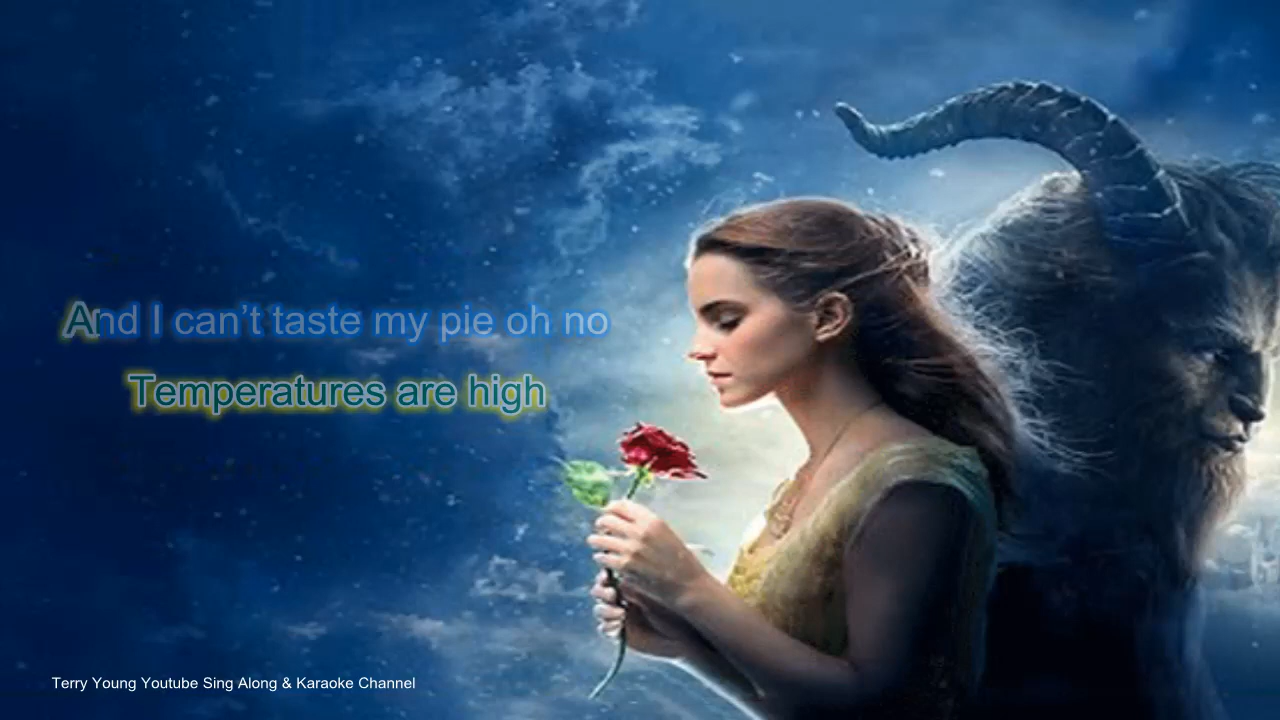 And I can’t taste my pie oh no
Temperatures are high
Terry Young Youtube Sing Along & Karaoke Channel